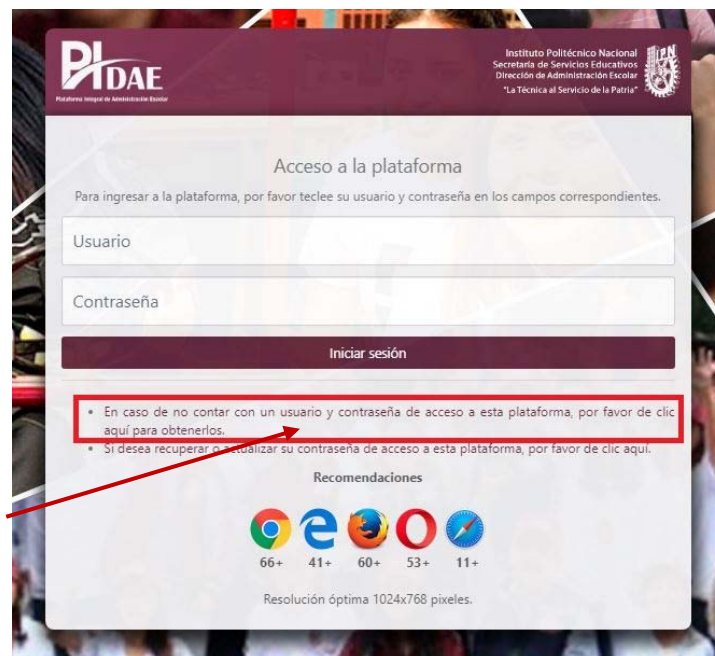 PIDAE
Plataforma Integral de Administración Escolar
Instituto Politécnico Nacional
Secretaría de Servicios Educativos
Dirección de Administración Escolar
"La Técnica al Servicio de la Patria"
IPN
Acceso a la plataforma
Para ingresar a la plataforma, por favor teclee su usuario y contraseña en los campos correspondientes.
Usuario
Contraseña
Iniciar sesión
• En caso de no contar con un usuario y contraseña de acceso a esta plataforma, por favor de clic
aquí para obtenerlos.
• Si desea recuperar o actualizar su contraseña de acceso a esta plataforma, por favor de clic aquí.
Recomendaciones
66+ 41+ 60+ 53+ 11+
Resolución óptima 1024x768 pixeles.